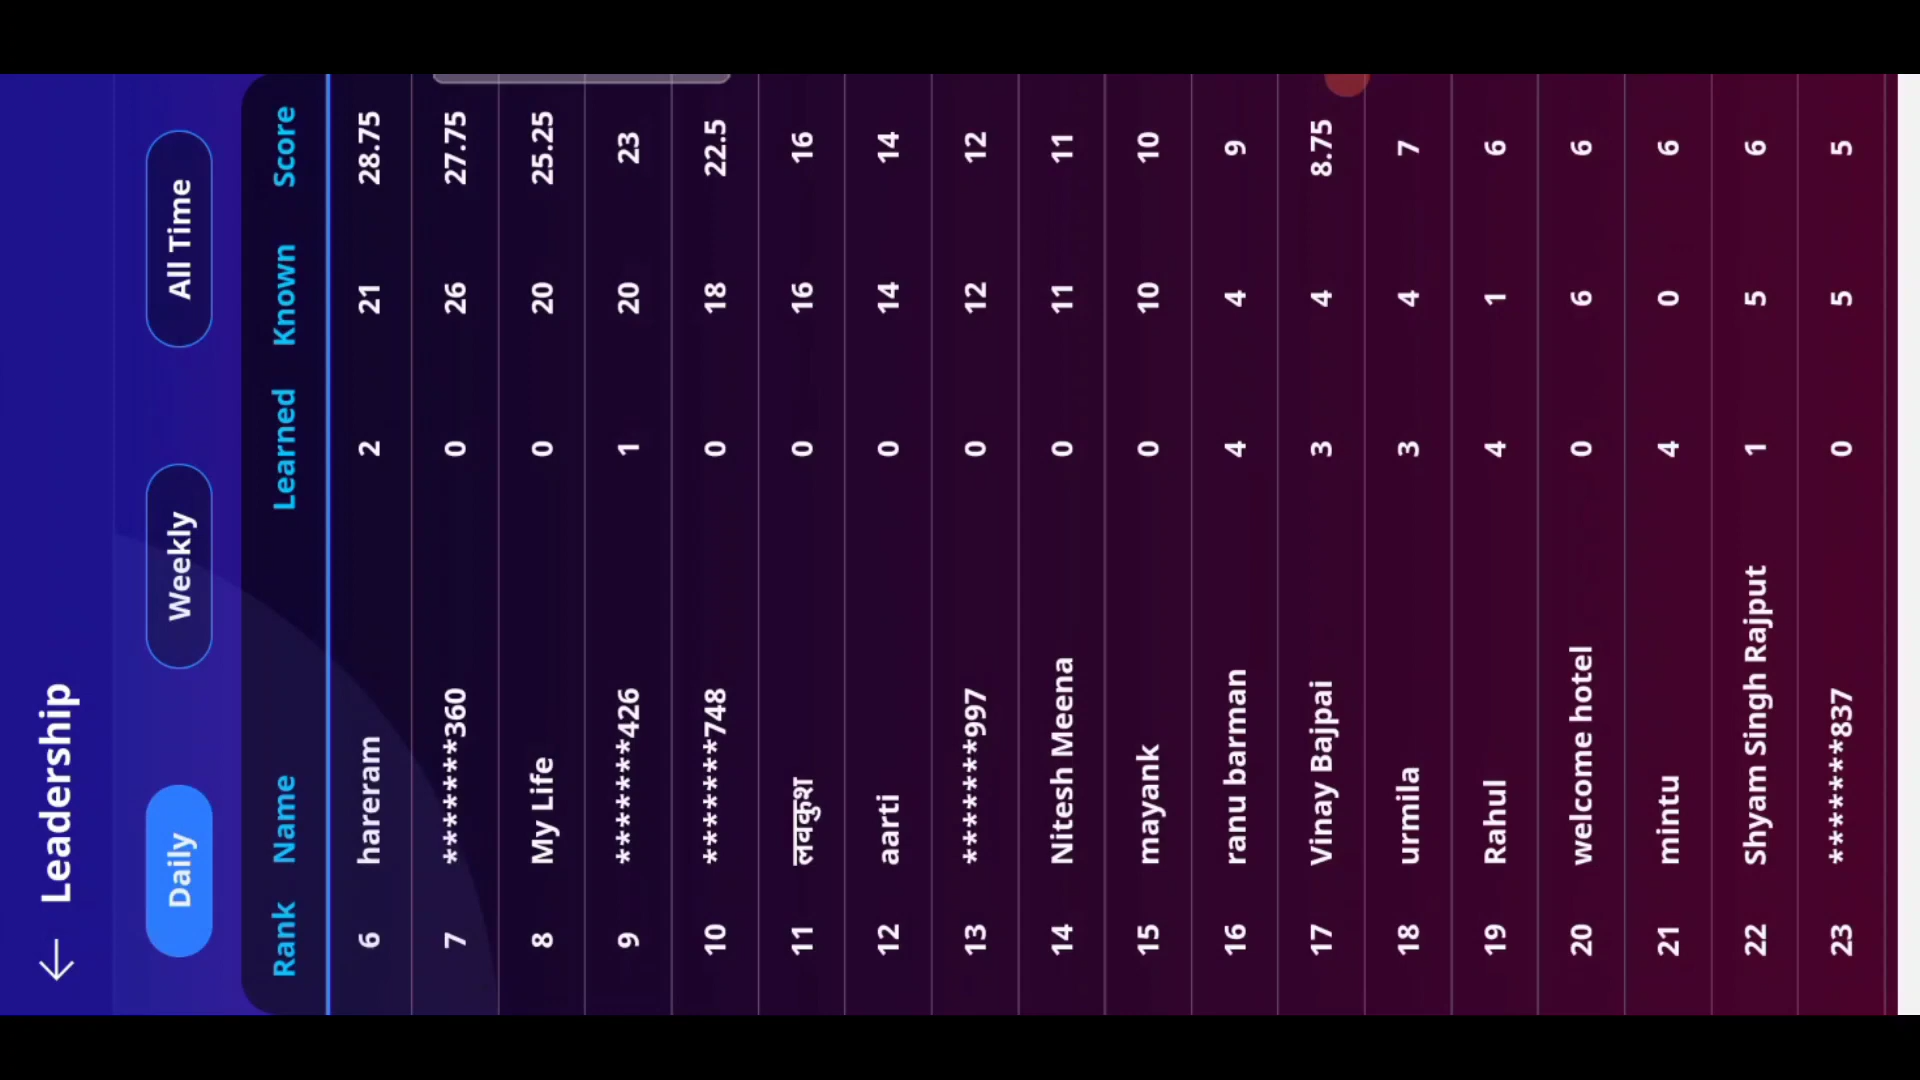 ← Leadership
Daily Weekly All Time
Rank Name Learned Known Score
6 hareram 2 21 28.75
7 *******360 0 26 27.75
8 My Life 0 20 25.25
9 *******426 1 20 23
10 *******748 0 18 22.5
11 लवकुश 0 16 16
12 aarti 0 14 14
13 *******997 0 12 12
14 Nitesh Meena 0 11 11
15 mayank 0 10 10
16 ranu barman 4 4 9
17 Vinay Bajpai 3 4 8.75
18 urmila 3 4 7
19 Rahul 4 1 6
20 welcome hotel 0 6 6
21 mintu 4 0 6
22 Shyam Singh Rajput 1 5 6
23 *******837 0 5 5